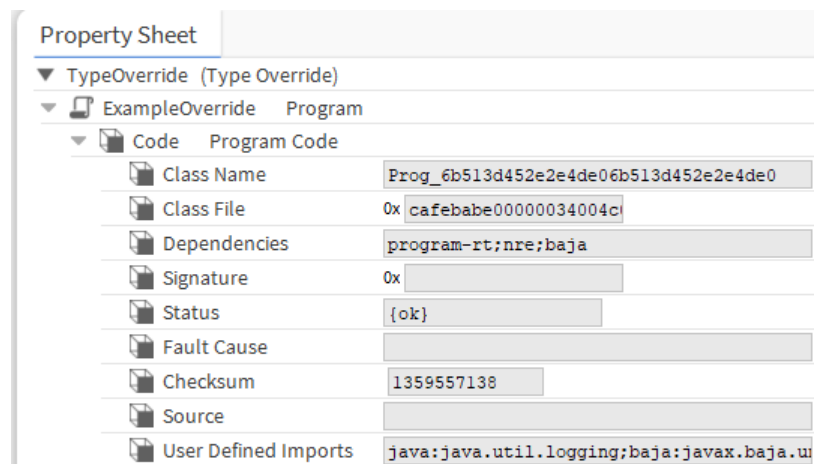 Property Sheet
TypeOverride (Type Override)
ExampleOverride Program
Code Program Code
Class Name Prog_6b513d452e2e4de06b513d452e2e4de0
Class File 0x cafebabe00000034004c
Dependencies program-rt;nre;baja
Signature 0x
Status {ok}
Fault Cause
Checksum 1359557138
Source
User Defined Imports java:java.util.logging;baja:javax.baja.